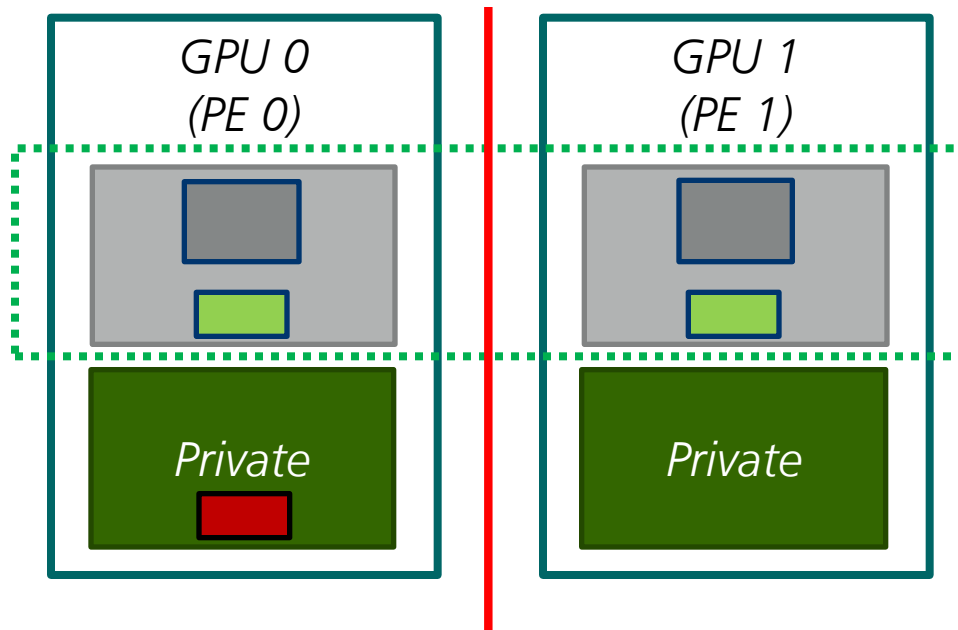 GPU 0
(PE 0)
GPU 1
(PE 1)
Private
Private